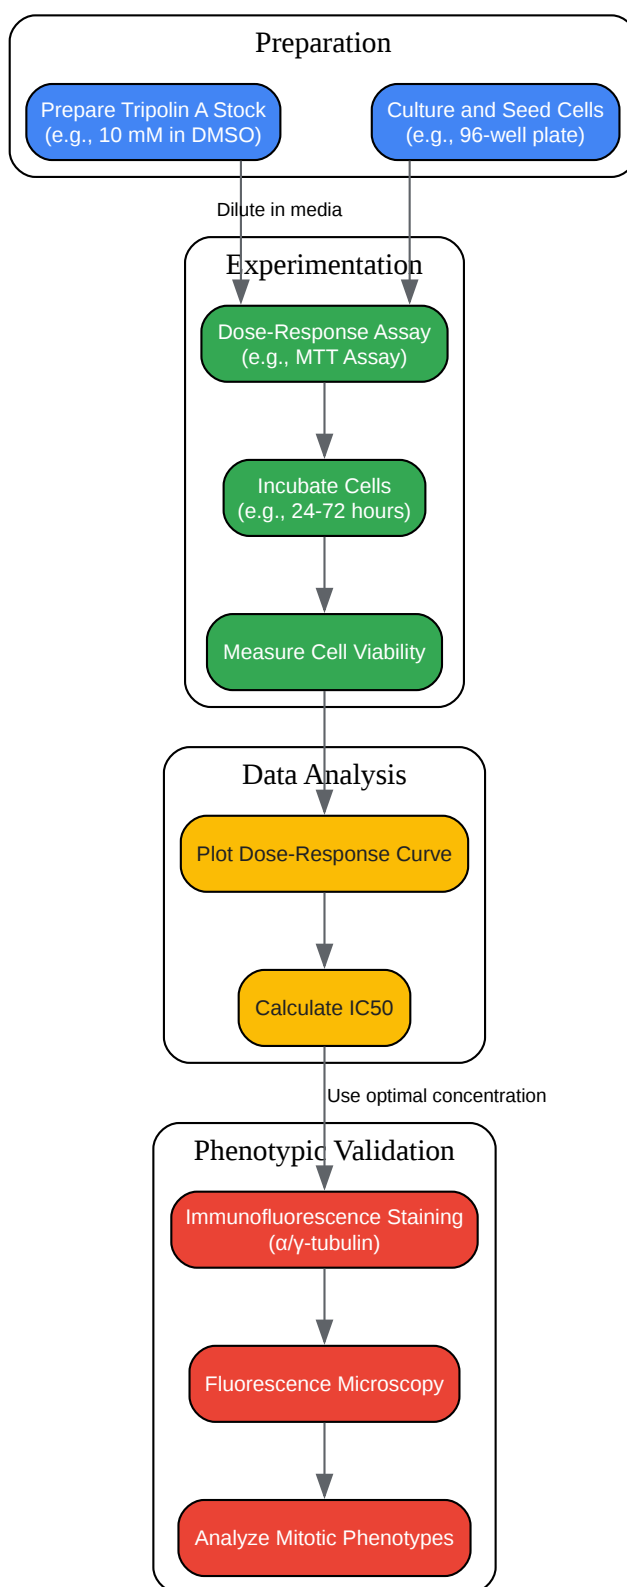 Preparation
Prepare Tripolin A Stock
(e.g., 10 mM in DMSO)
Culture and Seed Cells
(e.g., 96-well plate)
Dilute in media
Experimentation
Dose-Response Assay
(e.g., MTT Assay)
Incubate Cells
(e.g., 24-72 hours)
Measure Cell Viability
Data Analysis
Plot Dose-Response Curve
Calculate IC50
Use optimal concentration
Phenotypic Validation
Immunofluorescence Staining
(α/γ-tubulin)
Fluorescence Microscopy
Analyze Mitotic Phenotypes